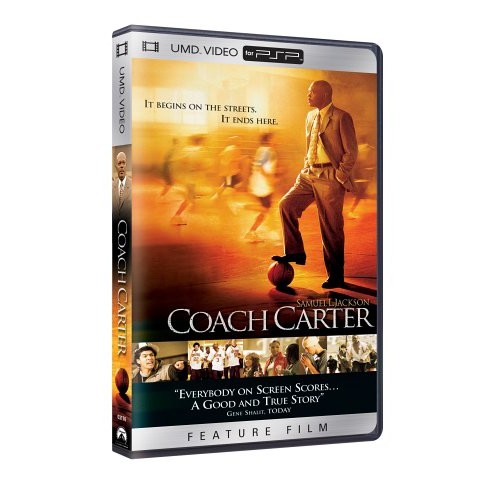 UMD. VIDEO for PSP
UMD. VIDEO
IT BEGINS ON THE STREETS.
IT ENDS HERE.
SAMUEL L. JACKSON
COACH CARTER
COACH CARTER
"EVERYBODY ON SCREEN SCORES...
A GOOD AND TRUE STORY"
GENE SHALIT, TODAY
FEATURE FILM